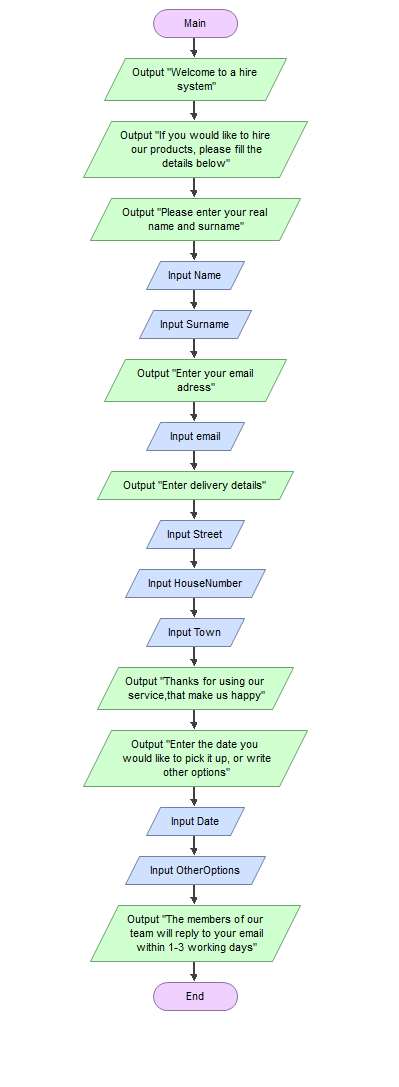 Main
Output "Welcome to a hire
system"
Output "If you would like to hire
our products, please fill the
details below"
Output "Please enter your real
name and surname"
Input Name
Input Surname
Output "Enter your email
adress"
Input email
Output "Enter delivery details"
Input Street
Input HouseNumber
Input Town
Output "Thanks for using our
service,that make us happy"
Output "Enter the date you
would like to pick it up, or write
other options"
Input Date
Input OtherOptions
Output "The members of our
team will reply to your email
within 1-3 working days"
End